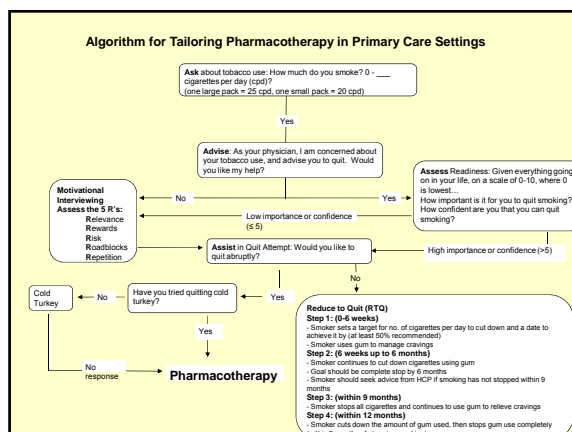 Algorithm for Tailoring Pharmacotherapy in Primary Care Settings
Ask about tobacco use: How much do you smoke? 0 - ___
cigarettes per day (cpd)?
(one large pack = 25 cpd, one small pack = 20 cpd)
Yes
Advise: As your physician, I am concerned about
your tobacco use, and advise you to quit. Would
you like my help?
No
Yes
Assess Readiness: Given everything going
on in your life, on a scale of 0-10, where 0
is lowest…
How important is it for you to quit smoking?
How confident are you that you can quit
smoking?
Motivational
Interviewing
Assess the 5 R's:
Relevance
Rewards
Risk
Roadblocks
Repetition
Low importance or confidence
(≤ 5)
High importance or confidence (>5)
Assist in Quit Attempt: Would you like to
quit abruptly?
No
Yes
Have you tried quitting cold
turkey?
No
Cold
Turkey
Yes
No
response
Pharmacotherapy
Reduce to Quit (RTQ)
Step 1: (0-6 weeks)
- Smoker sets a target for no. of cigarettes per day to cut down and a date to
achieve it by (at least 50% recommended)
- Smoker uses gum to manage cravings
Step 2: (6 weeks up to 6 months)
- Smoker continues to cut down cigarettes using gum
- Goal should be complete stop by 6 months
- Smoker should seek advice from HCP if smoking has not stopped within 9
months
Step 3: (within 9 months)
- Smoker stops all cigarettes and continues to use gum to relieve cravings
Step 4: (within 12 months)
- Smoker cuts down the amount of gum used, then stops gum use completely